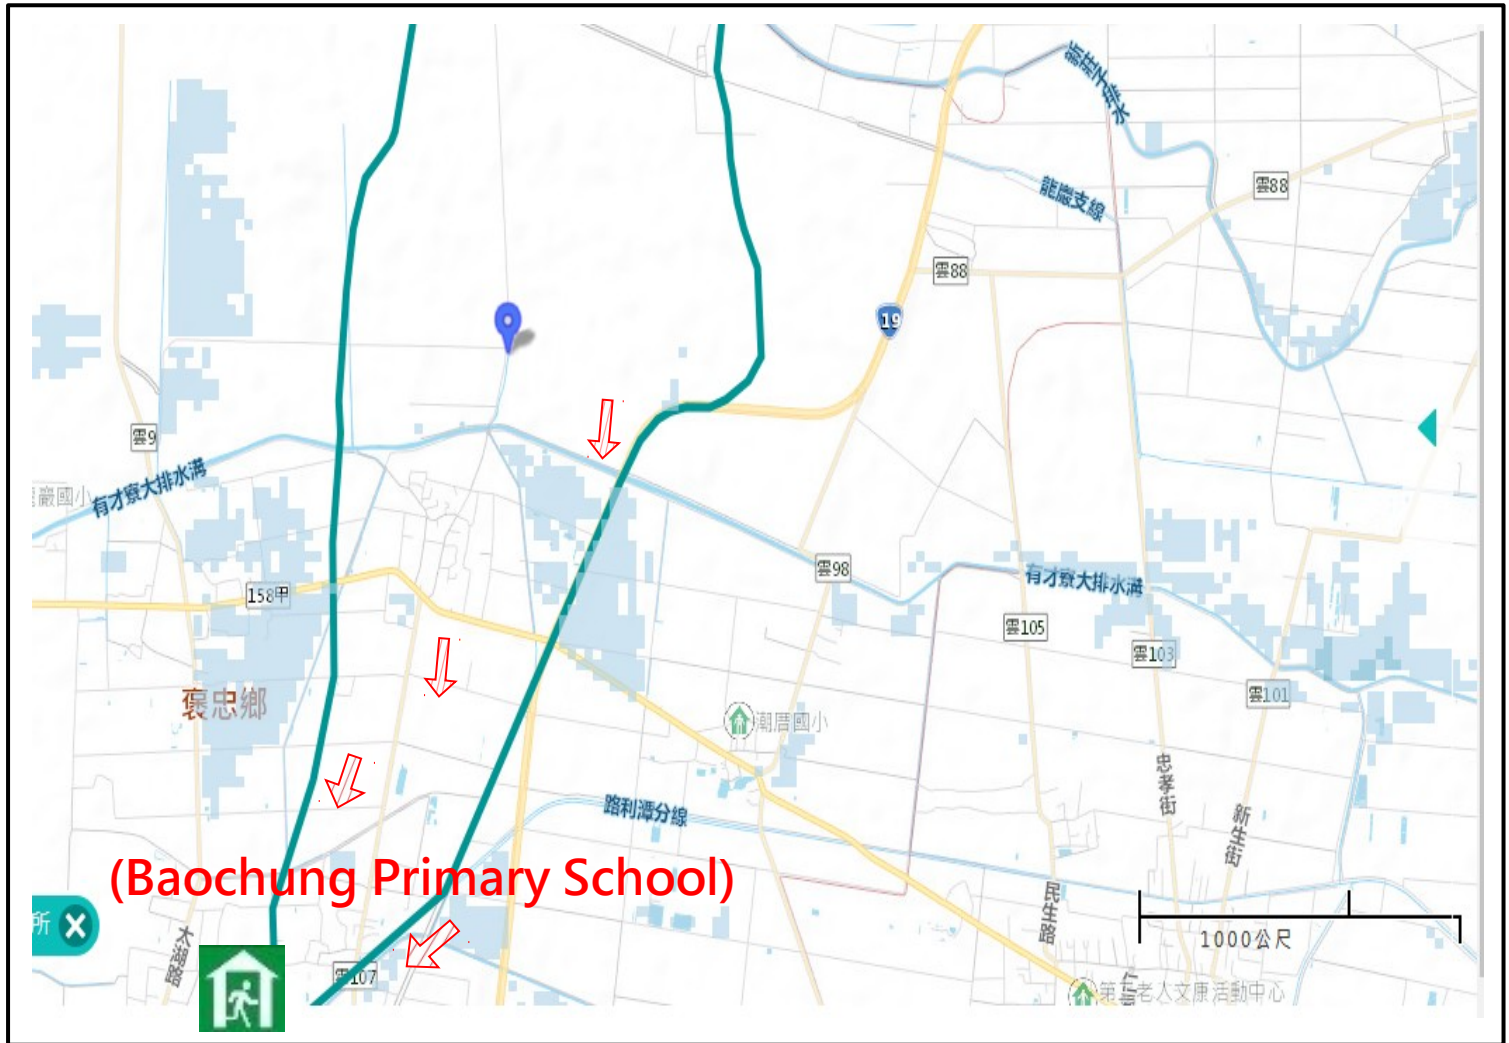 新莊子排水
雲88
龍巖支線
雲88
19
雲9
巖國小
有才寮大排水溝
雲98
有才寮大排水溝
158甲
雲105
雲103
雲101
褒忠鄉
潮厝國小
忠孝街
路利潭分線
新生街
(Baochung Primary School)
民生路
所
大源路
1000公尺
雲107
老人文康活動中心